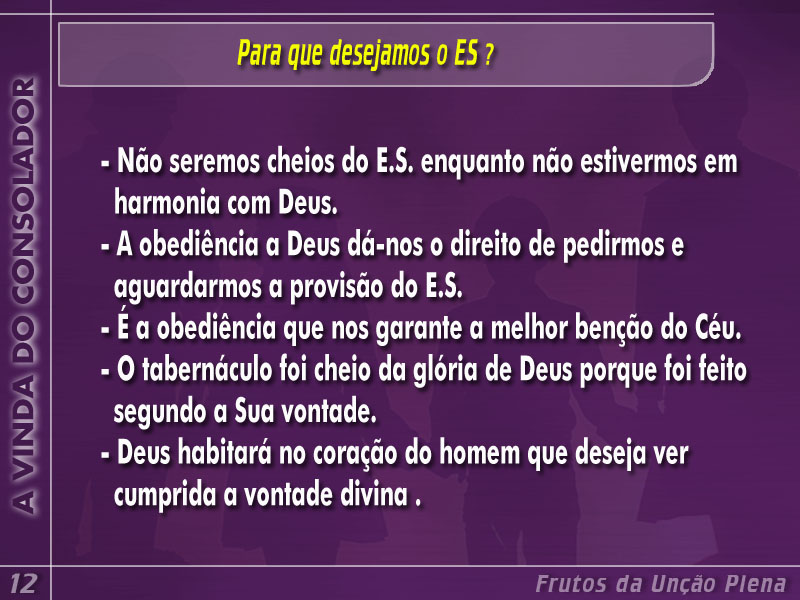 Para que desejamos o ES ?
A VINDA DO CONSOLADOR
- Não seremos cheios do E.S. enquanto não estivermos em
harmonia com Deus.
- A obediência a Deus dá-nos o direito de pedirmos e
aguardarmos a provisão do E.S.
- É a obediência que nos garante a melhor benção do Céu.
- O tabernáculo foi cheio da glória de Deus porque foi feito
segundo a Sua vontade.
- Deus habitará no coração do homem que deseja ver
cumprida a vontade divina .
12
Frutos da Unção Plena